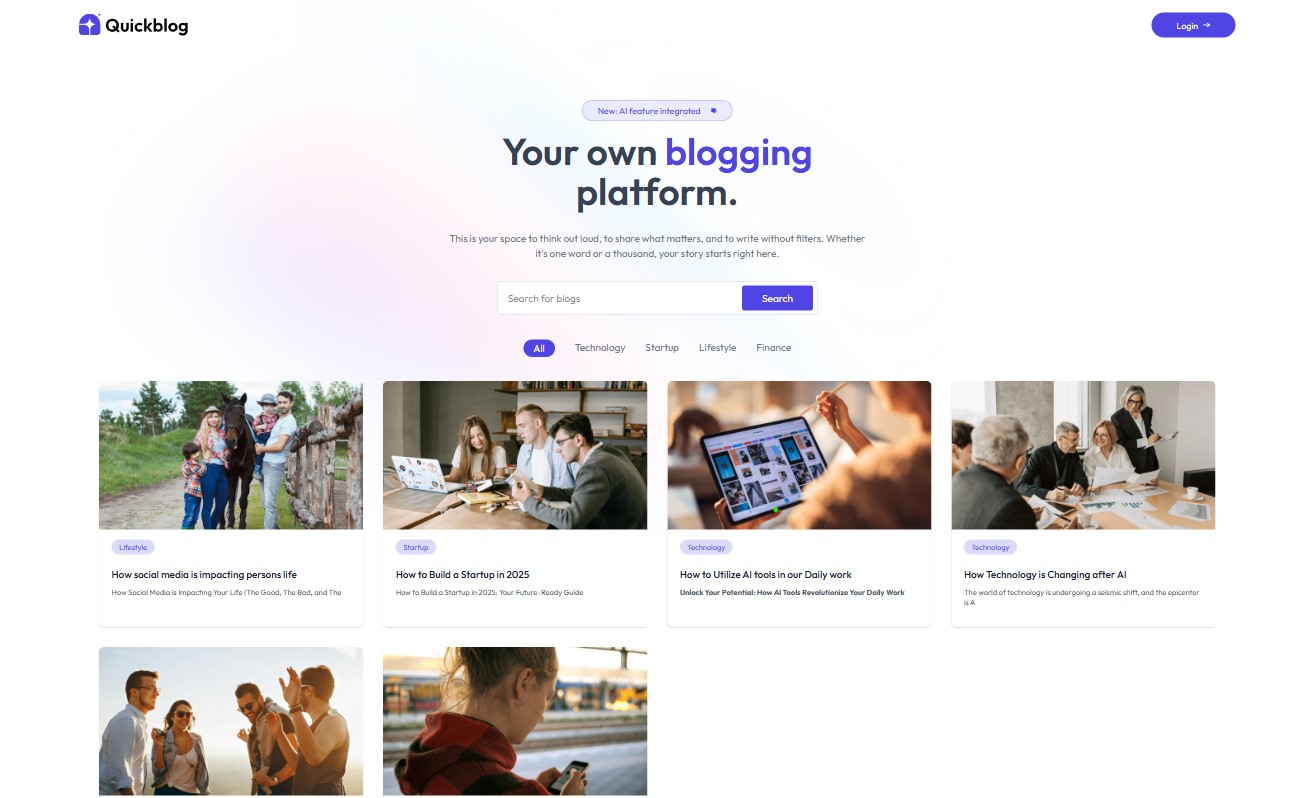 Quickblog
Login →
New: AI feature integrated
Your own blogging
platform.
This is your space to think out loud, to share what matters, and to write without filters. Whether
it's one word or a thousand, your story starts right here.
Search for blogs
Search
All
Technology
Startup
Lifestyle
Finance
Lifestyle
How social media is impacting persons life
How Social Media is Impacting Your Life (The Good, The Bad, and The
Startup
How to Build a Startup in 2025
How to Build a Startup in 2025: Your Future-Ready Guide
Technology
How to Utilize AI tools in our Daily work
Unlock Your Potential: How AI Tools Revolutionize Your Daily Work
Technology
How Technology is Changing after AI
The world of technology is undergoing a seismic shift, and the epicenter
is A